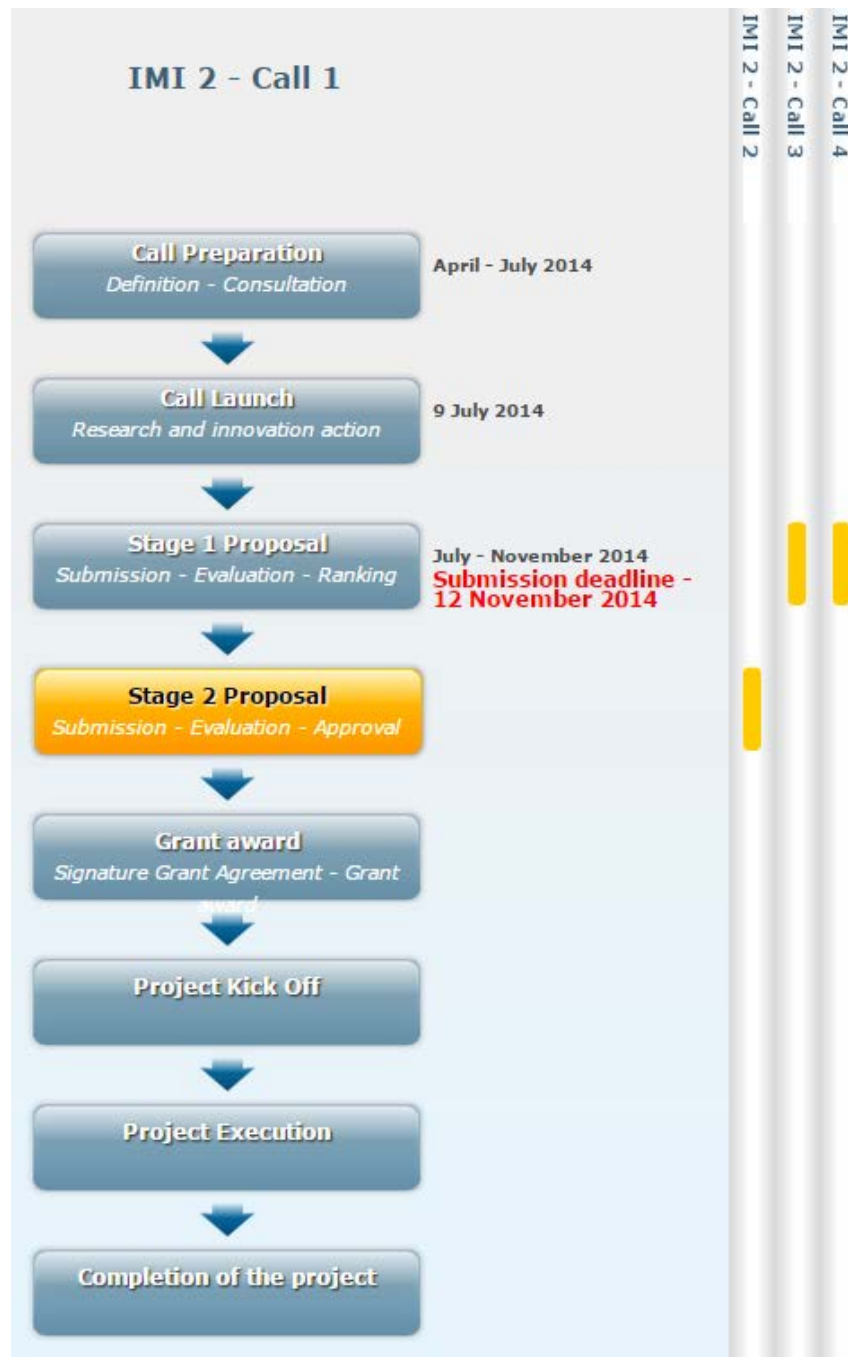 IMI 2 - Call 1
Call Preparation
Definition - Consultation
April - July 2014
Call Launch
Research and innovation action
9 July 2014
Stage 1 Proposal
Submission - Evaluation - Ranking
July - November 2014
Submission deadline -
12 November 2014
Stage 2 Proposal
Submission - Evaluation - Approval
Grant award
Signature Grant Agreement - Grant
award
Project Kick Off
Project Execution
Completion of the project
IMI 2 - Call 2
IMI 2 - Call 3
IMI 2 - Call 4